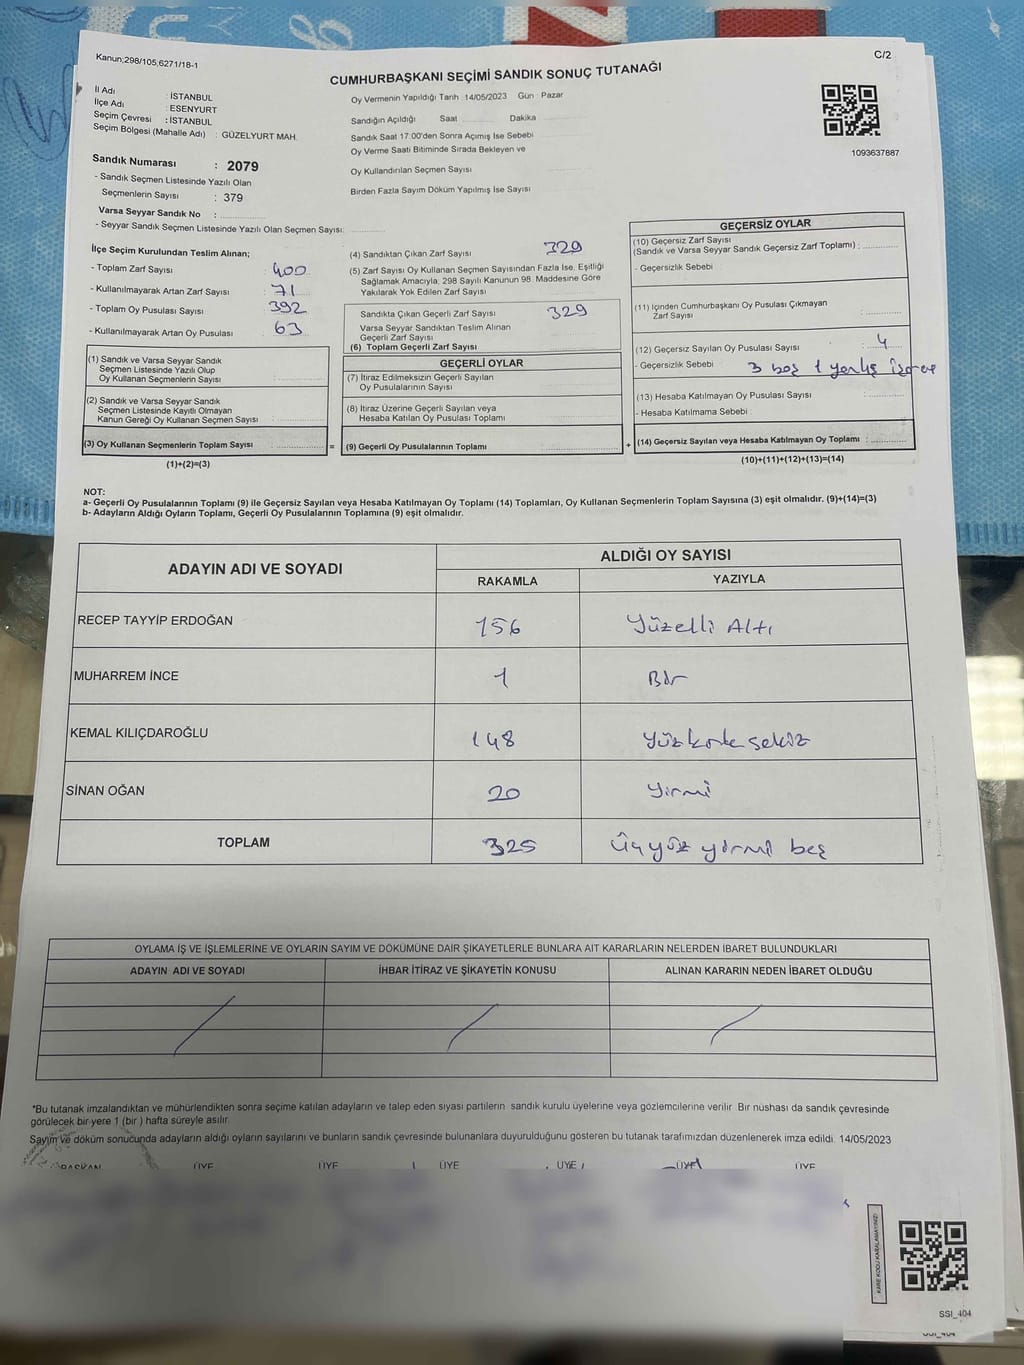 Kanun;298/105,6271/18-1
C/2
CUMHURBAŞKANI SEÇİMİ SANDIK SONUÇ TUTANAĞI
İl Adı : İSTANBUL
İlçe Adı : ESENYURT
Seçim Çevresi : İSTANBUL
Seçim Bölgesi (Mahalle Adı) : GÜZELYURT MAH.
Oy Vermenin Yapıldığı Tarih 14/05/2023 Gün Pazar
Sandığın Açıldığı Saat Dakika
Sandık Saat 17:00'den Sonra Açılmış İse Sebebi
Oy Verme Saati Bitiminde Sırada Bekleyen ve
Oy Kullandırılan Seçmen Sayısı
Birden Fazla Sayım Döküm Yapılmış İse Sayısı
1093637887
Sandık Numarası : 2079
- Sandık Seçmen Listesinde Yazılı Olan
Seçmenlerin Sayısı : 379
Varsa Seyyar Sandık No :
- Seyyar Sandık Seçmen Listesinde Yazılı Olan Seçmen Sayısı:
İlçe Seçim Kurulundan Teslim Alınan;
- Toplam Zarf Sayısı 400
- Kullanılmayarak Artan Zarf Sayısı 71
- Toplam Oy Pusulası Sayısı 392
- Kullanılmayarak Artan Oy Pusulası 63
(1) Sandık ve Varsa Seyyar Sandık
Seçmen Listesinde Yazılı Olup
Oy Kullanan Seçmenlerin Sayısı :
(2) Sandık ve Varsa Seyyar Sandık
Seçmen Listesinde Kayıtlı Olmayan
Kanun Gereği Oy Kullanan Seçmen Sayısı :
(3) Oy Kullanan Seçmenlerin Toplam Sayısı :
(1)+(2)=(3)
=
(4) Sandıktan Çıkan Zarf Sayısı 329
(5) Zarf Sayısı Oy Kullanan Seçmen Sayısından Fazla İse, Eşitliği
Sağlamak Amacıyla, 298 Sayılı Kanunun 98. Maddesine Göre
Yakılarak Yok Edilen Zarf Sayısı
Sandıkta Çıkan Geçerli Zarf Sayısı 329
Varsa Seyyar Sandıktan Teslim Alınan
Geçerli Zarf Sayısı
(6) Toplam Geçerli Zarf Sayısı
GEÇERLİ OYLAR
(7) İtiraz Edilmeksizin Geçerli Sayılan
Oy Pusulalarının Sayısı
(8) İtiraz Üzerine Geçerli Sayılan veya
Hesaba Katılan Oy Pusulası Toplamı
(9) Geçerli Oy Pusulalarının Toplamı
+
GEÇERSİZ OYLAR
(10) Geçersiz Zarf Sayısı
(Sandık ve Varsa Seyyar Sandık Geçersiz Zarf Toplamı) :
- Geçersizlik Sebebi :
(11) İçinden Cumhurbaşkanı Oy Pusulası Çıkmayan
Zarf Sayısı :
(12) Geçersiz Sayılan Oy Pusulası Sayısı : 4
- Geçersizlik Sebebi : 3 boş 1 yanlış
(13) Hesaba Katılmayan Oy Pusulası Sayısı :
- Hesaba Katılmama Sebebi :
(14) Geçersiz Sayılan veya Hesaba Katılmayan Oy Toplamı :
(10)+(11)+(12)+(13)=(14)
NOT:
a- Geçerli Oy Pusulalarının Toplamı (9) ile Geçersiz Sayılan veya Hesaba Katılmayan Oy Toplamı (14) Toplamları, Oy Kullanan Seçmenlerin Toplam Sayısına (3) eşit olmalıdır. (9)+(14)=(3)
b- Adayların Aldığı Oyların Toplamı, Geçerli Oy Pusulalarının Toplamına (9) eşit olmalıdır.
ADAYIN ADI VE SOYADI
ALDIĞI OY SAYISI
RAKAMLA YAZIYLA
RECEP TAYYİP ERDOĞAN 156 Yüzelli Altı
MUHARREM İNCE 1 Bir
KEMAL KILIÇDAROĞLU 148 Yüzkırk sekiz
SİNAN OĞAN 20 yirmi
TOPLAM 325 üçyüz yirmi beş
OYLAMA İŞ VE İŞLEMLERİNE VE OYLARIN SAYIM VE DÖKÜMÜNE DAİR ŞİKAYETLERLE BUNLARA AİT KARARLARIN NELERDEN İBARET BULUNDUKLARI
ADAYIN ADI VE SOYADI İHBAR İTİRAZ VE ŞİKAYETİN KONUSU ALINAN KARARIN NEDEN İBARET OLDUĞU
*Bu tutanak imzalandıktan ve mühürlendikten sonra seçime katılan adayların ve talep eden siyasi partilerin sandık kurulu üyelerine veya gözlemcilerine verilir. Bir nüshası da sandık çevresinde
görülecek bir yere 1 (bir ) hafta süreyle asılır.
Sayım ve döküm sonucunda adayların aldığı oyların sayılarını ve bunların sandık çevresinde bulunanlara duyurulduğunu gösteren bu tutanak tarafımızdan düzenlenerek imza edildi. 14/05/2023
BAŞKAN ÜYE ÜYE ÜYE ÜYE ÜYE ÜYE
KARE KODU KARALAMAYINIZ!
SSI_404